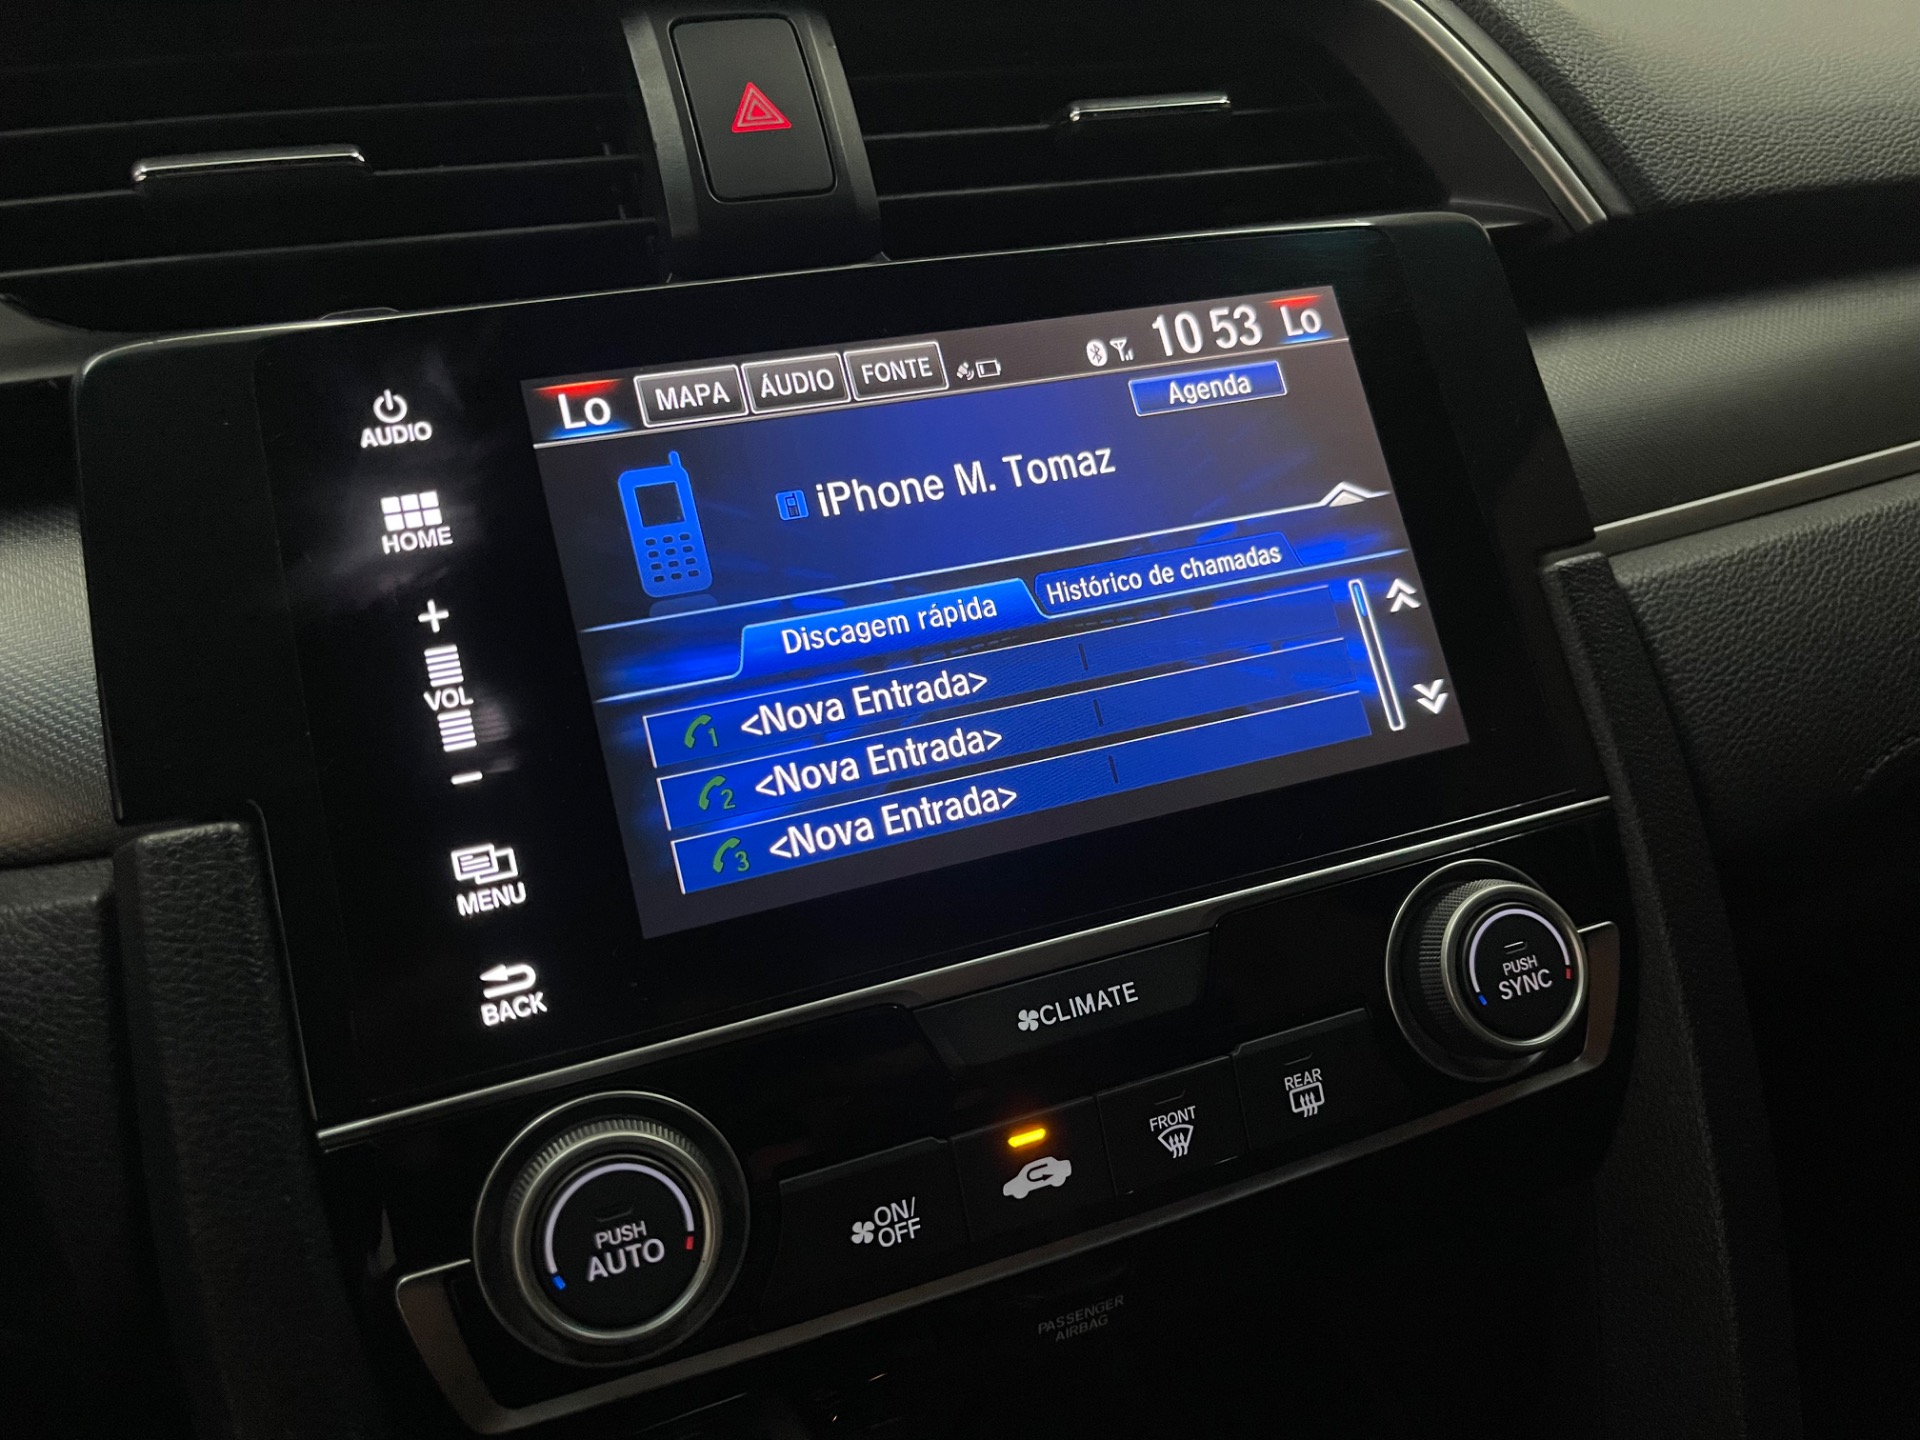 AUDIO
HOME
+
VOL
-
MENU
BACK
Lo MAPA ÁUDIO FONTE 10 53 Lo
Agenda
iPhone M. Tomaz
Discagem rápida Histórico de chamadas
1 <Nova Entrada>
2 <Nova Entrada>
3 <Nova Entrada>
CLIMATE
PUSH
SYNC
PUSH
AUTO
ON/
OFF
FRONT
REAR
PASSENGER
AIRBAG